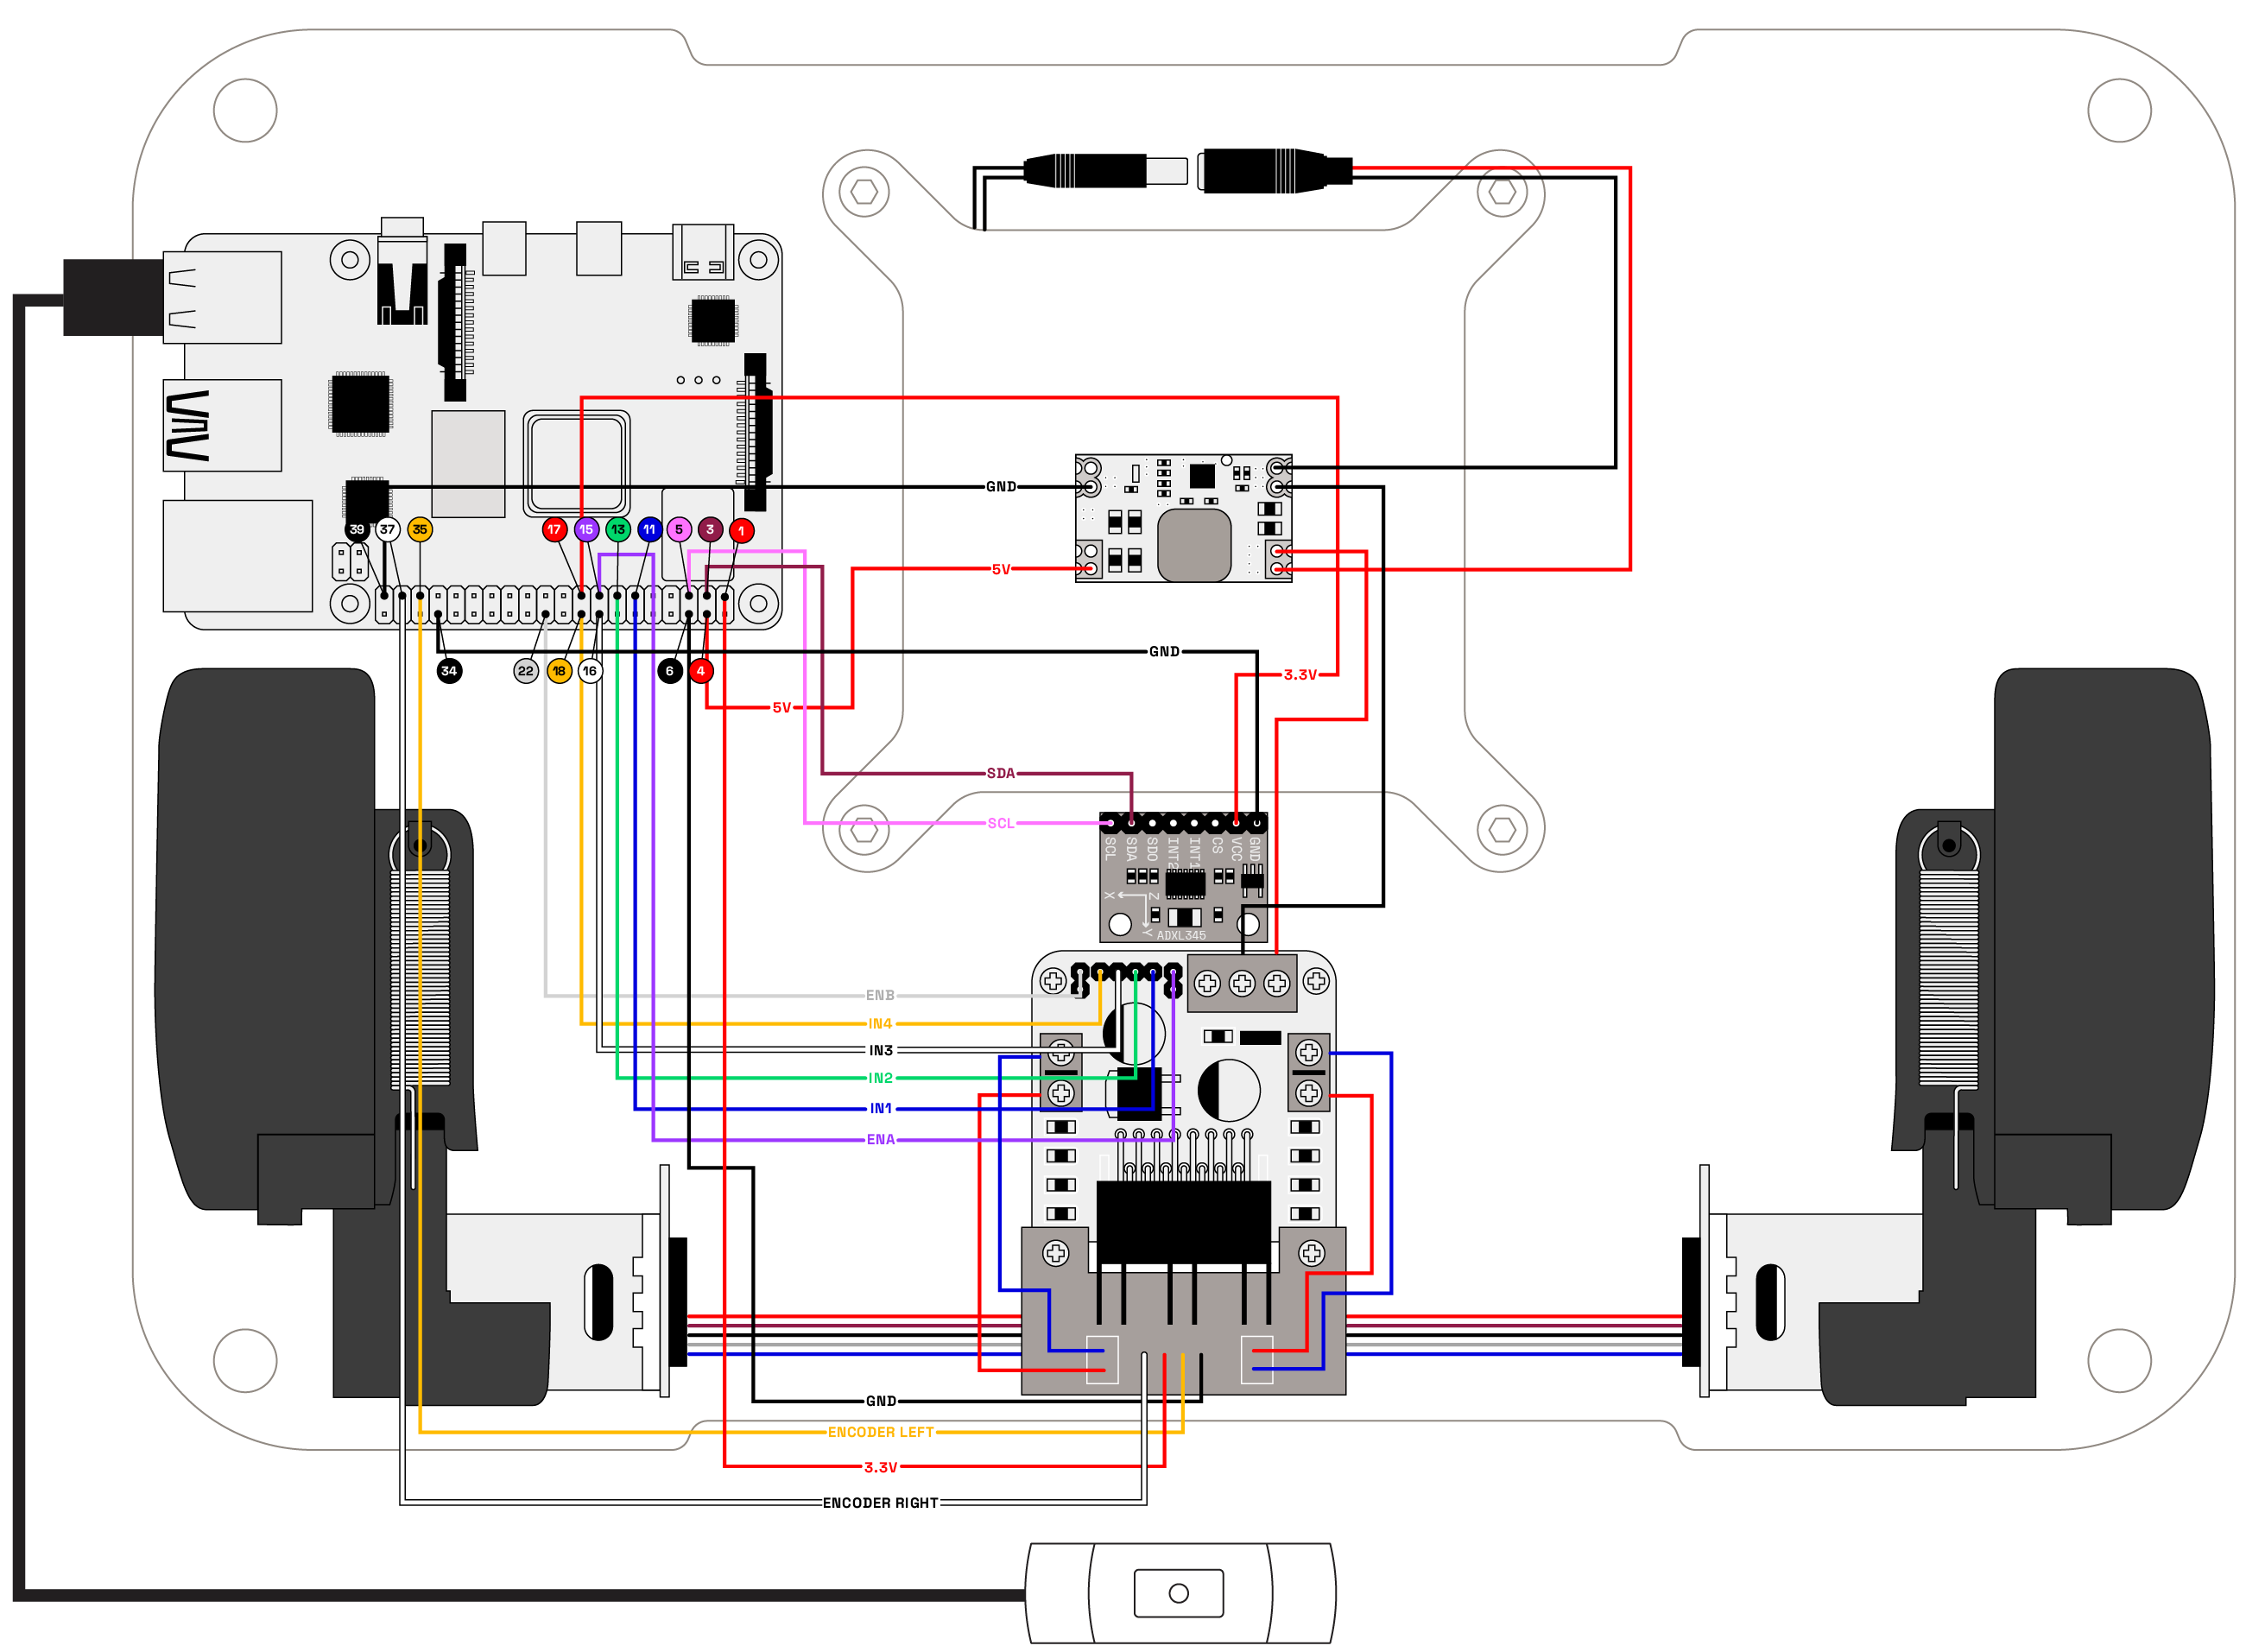 GND
39
37
35
17
15
13
11
5
3
1
5V
GND
34
22
18
16
6
4
3.3V
5V
SDA
SCL
SCL
SDA
SDO
INT2
INT1
CS
VCC
GND
X
Z
Y
ADXL345
ENB
IN4
IN3
IN2
IN1
ENA
GND
ENCODER LEFT
3.3V
ENCODER RIGHT